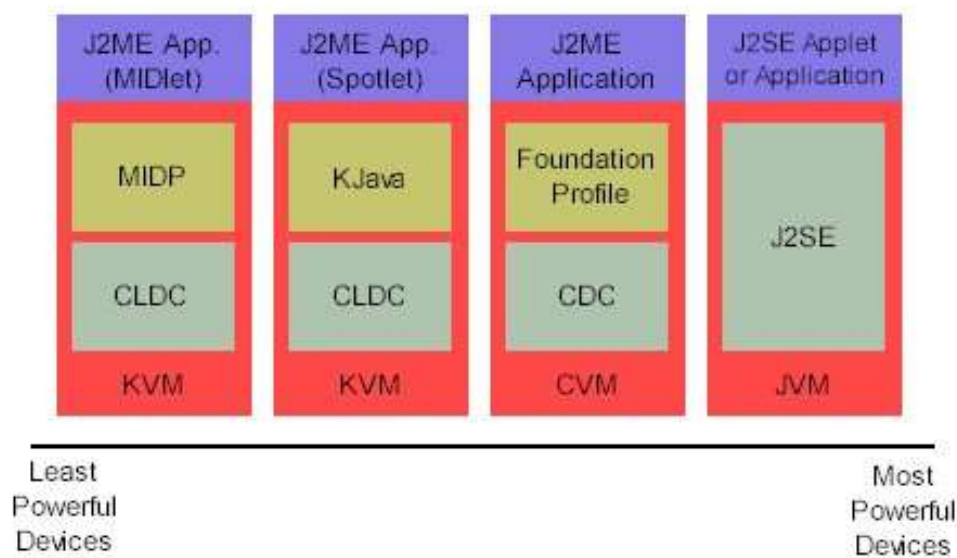 J2ME App.
(MIDlet)
MIDP
CLDC
KVM
J2ME App.
(Spotlet)
KJava
CLDC
KVM
J2ME
Application
Foundation
Profile
CDC
CVM
J2SE Applet
or Application
J2SE
JVM
Least
Powerful
Devices
Most
Powerful
Devices